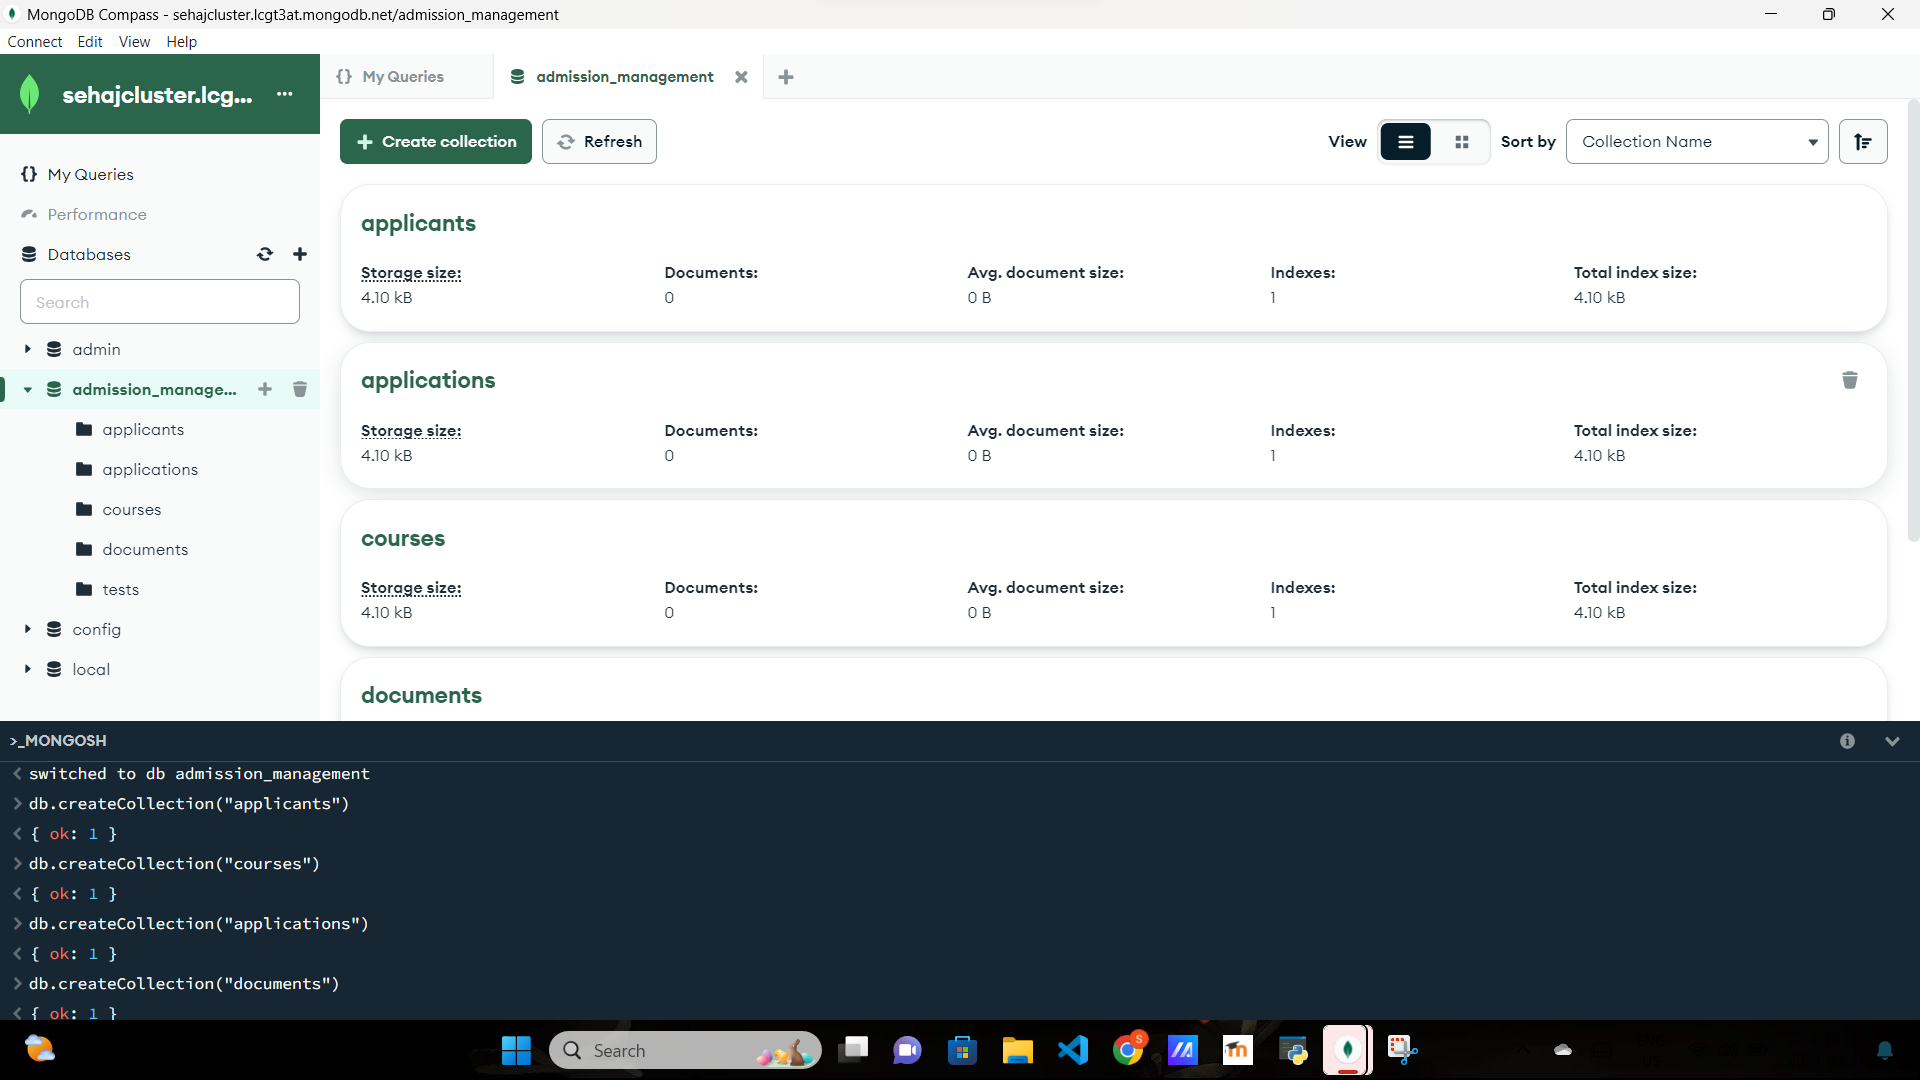 MongoDB Compass - sehajcluster.lcgt3at.mongodb.net/admission_management
Connect Edit View Help
sehajcluster.lcg...
My Queries
admission_management
Create collection
Refresh
View
Sort by
Collection Name
My Queries
Performance
Databases
Search
admin
admission_manage...
applicants
applications
courses
documents
tests
config
local
applicants
Storage size: Documents: Avg. document size: Indexes: Total index size:
4.10 kB 0 0 B 1 4.10 kB
applications
Storage size: Documents: Avg. document size: Indexes: Total index size:
4.10 kB 0 0 B 1 4.10 kB
courses
Storage size: Documents: Avg. document size: Indexes: Total index size:
4.10 kB 0 0 B 1 4.10 kB
documents
>_MONGOSH
< switched to db admission_management
> db.createCollection("applicants")
< { ok: 1 }
> db.createCollection("courses")
< { ok: 1 }
> db.createCollection("applications")
< { ok: 1 }
> db.createCollection("documents")
< { ok: 1 }
Search
S